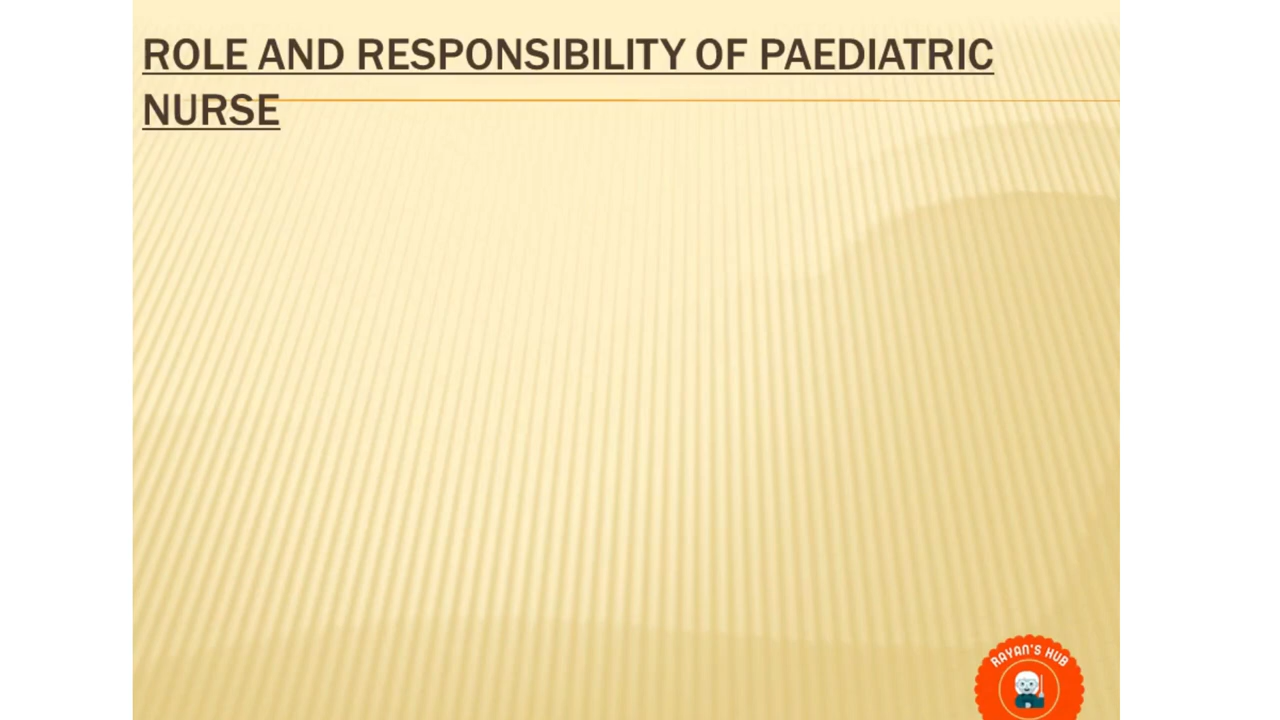 ROLE AND RESPONSIBILITY OF PAEDIATRIC
NURSE
RAYAN'S HUB